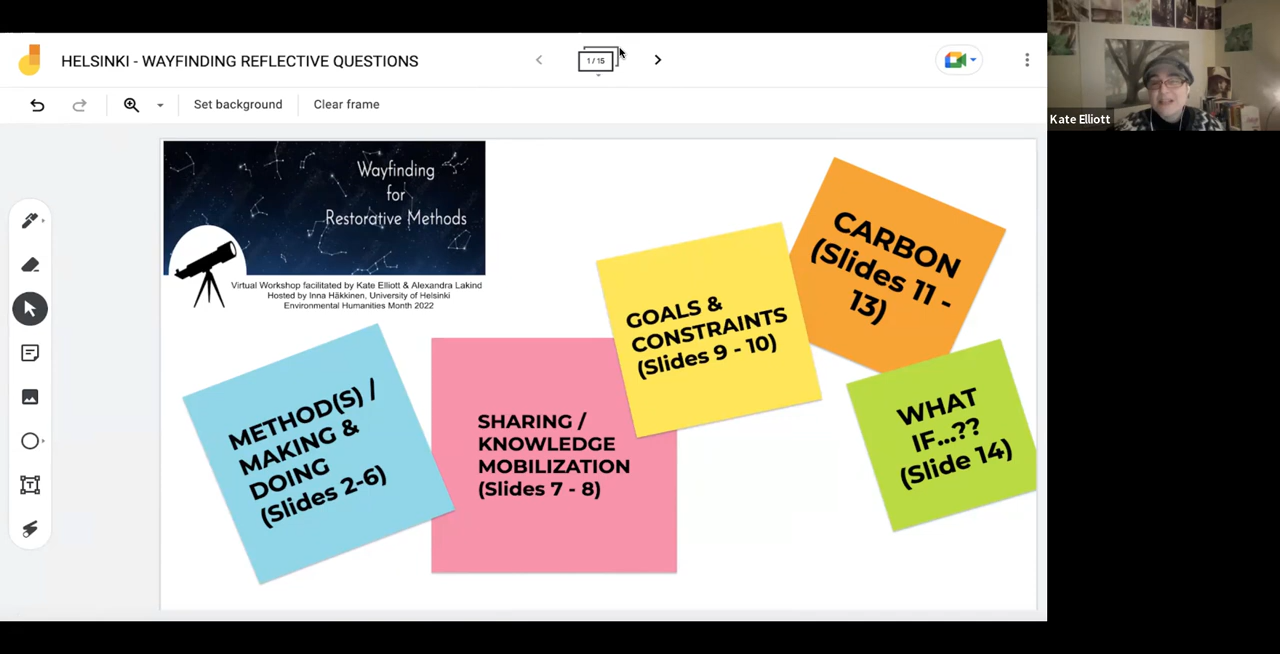 HELSINKI - WAYFINDING REFLECTIVE QUESTIONS
1 / 15
Set background
Clear frame
Kate Elliott
Wayfinding
for
Restorative Methods
Virtual Workshop facilitated by Kate Elliott & Alexandra Lakind
Hosted by Inna Häkkinen, University of Helsinki
Environmental Humanities Month 2022
METHOD(S) /
MAKING &
DOING
(Slides 2-6)
SHARING /
KNOWLEDGE
MOBILIZATION
(Slides 7 - 8)
GOALS &
CONSTRAINTS
(Slides 9 - 10)
CARBON
(Slides 11 -
13)
WHAT
IF...??
(Slide 14)